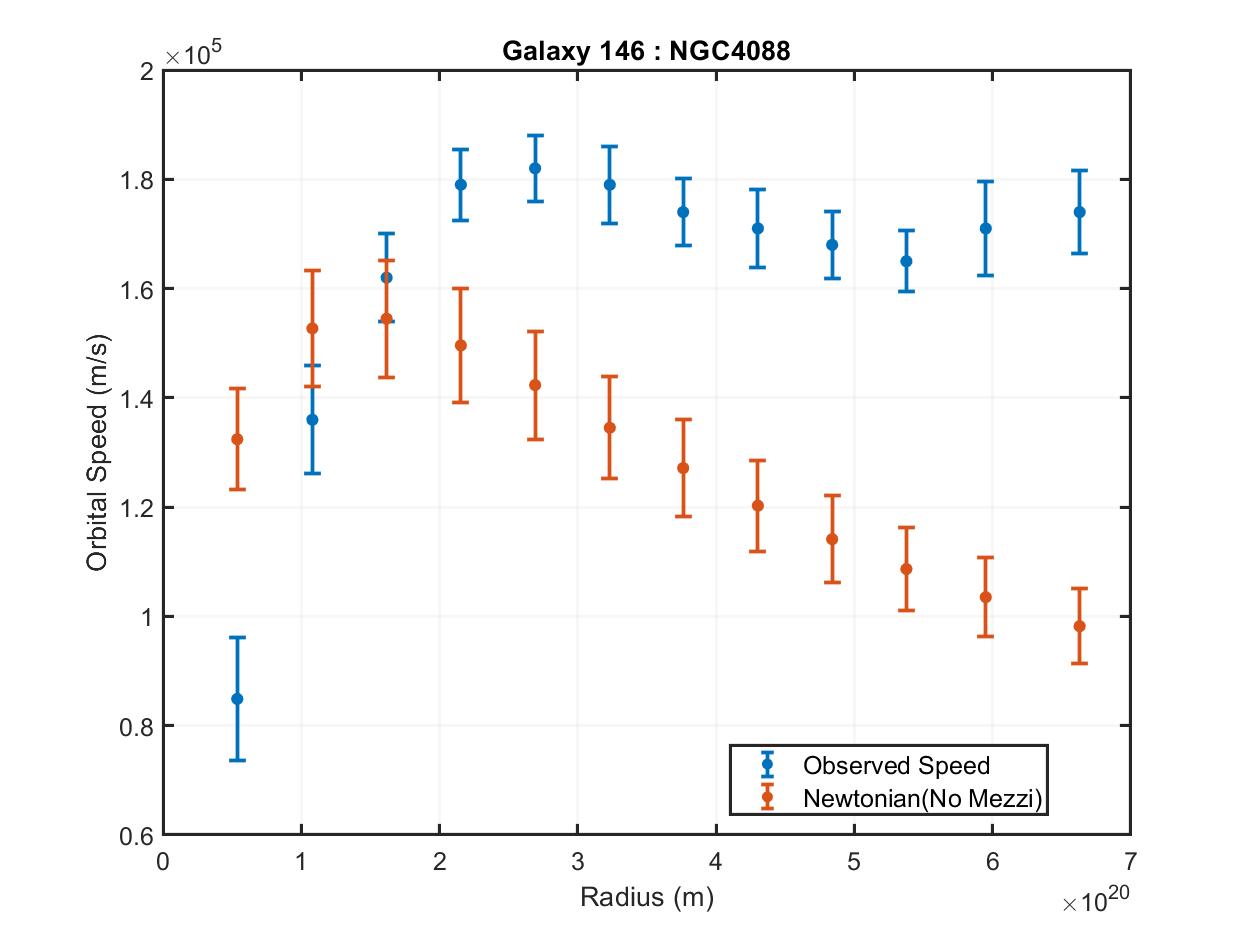 Galaxy 146 : NGC4088
×10^5
2
1.8
1.6
1.4
1.2
1
0.8
0.6
Orbital Speed (m/s)
Observed Speed
Newtonian(No Mezzi)
0 1 2 3 4 5 6 7
Radius (m)
×10^20